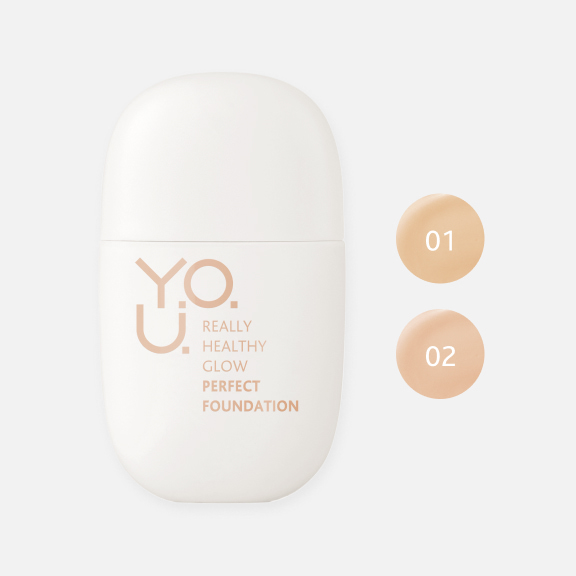 Y.O.
U.
REALLY
HEALTHY
GLOW
PERFECT
FOUNDATION
01
02